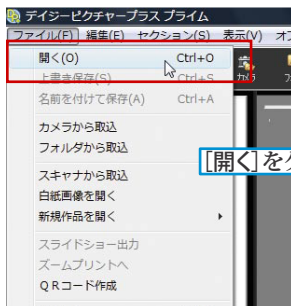 デイジーピクチャープラス プライム
ファイル(F) 編集(E) セクション(S) 表示(V)
開く(O) Ctrl+O
上書き保存(S) Ctrl+S
名前を付けて保存(A) Ctrl+A
カメラから取込
フォルダから取込
スキャナから取込
白紙画像を開く
新規作品を開く
スライドショー出力
ズームプリントへ
QRコード作成
カメラ
[開く]を